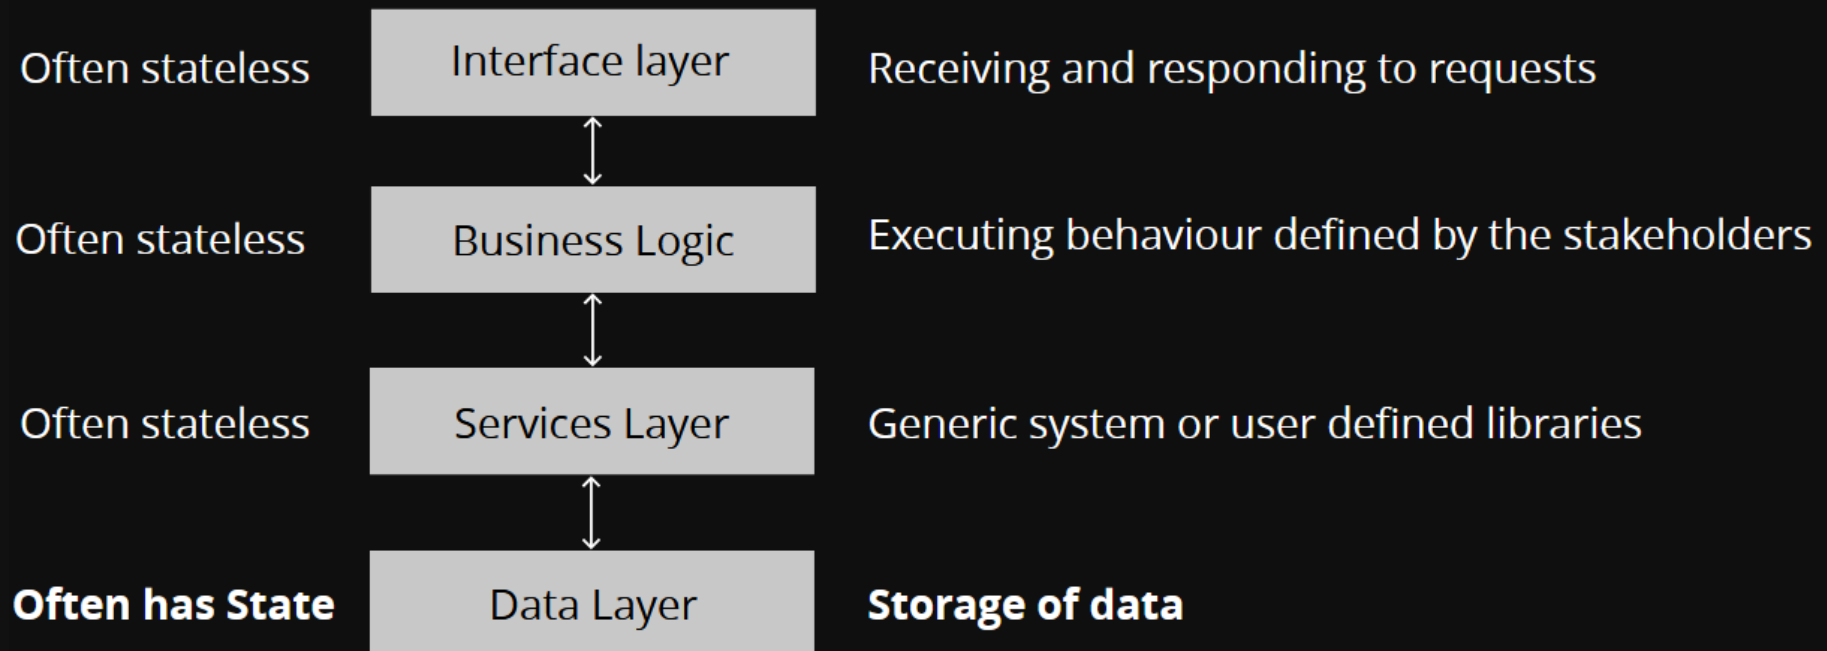 Often stateless
Interface layer
Receiving and responding to requests
Often stateless
Business Logic
Executing behaviour defined by the stakeholders
Often stateless
Services Layer
Generic system or user defined libraries
Often has State
Data Layer
Storage of data